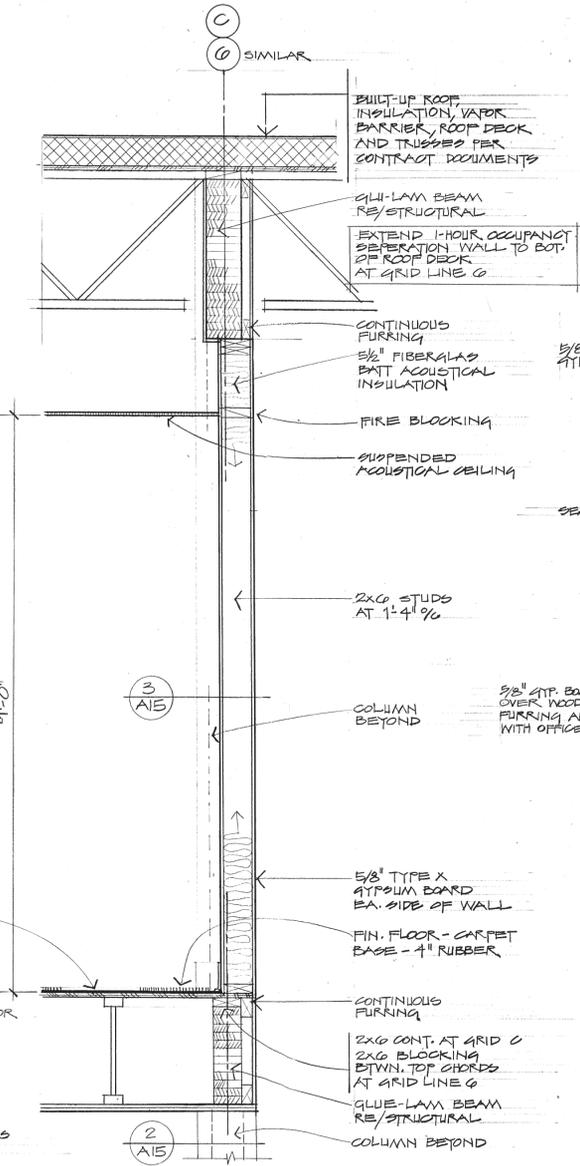 C
6 SIMILAR
BUILT-UP ROOF,
INSULATION, VAPOR
BARRIER, ROOF DECK
AND TRUSSES PER
CONTRACT DOCUMENTS
GLU-LAM BEAM
RE/STRUCTURAL
EXTEND 1-HOUR OCCUPANCY
SEPERATION WALL TO BOT.
OF ROOF DECK
AT GRID LINE 6
CONTINUOUS
FURRING
5/8"
5 1/2" FIBERGLAS
BATT ACOUSTICAL
INSULATION
FIRE BLOCKING
SUSPENDED
ACOUSTICAL CEILING
2x6 STUDS
AT 1'-4" o/c
3
A15
COLUMN
BEYOND
5/8" GYP.
OVER
FURRING
WITH
5/8" TYPE X
GYPSUM BOARD
EA. SIDE OF WALL
FIN. FLOOR - CARPET
BASE - 4" RUBBER
CONTINUOUS
FURRING
2x6 CONT. AT GRID C
2x6 BLOCKING
BTWN. TOP CHORDS
AT GRID LINE 6
GLUE-LAM BEAM
RE/STRUCTURAL
2
A15
COLUMN BEYOND